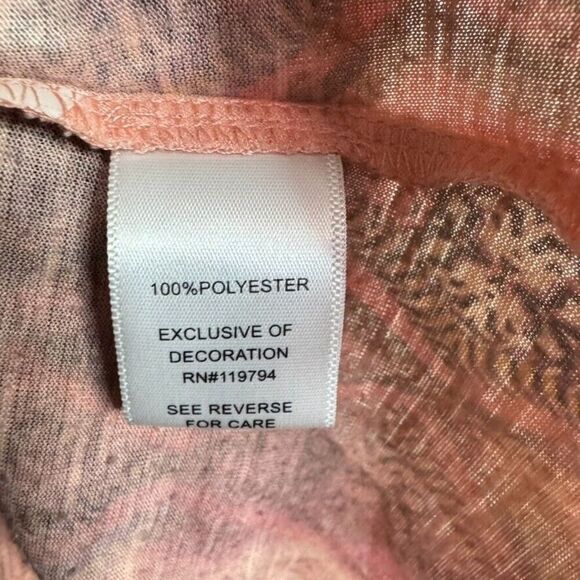 100%POLYESTER
EXCLUSIVE OF
DECORATION
RN#119794
SEE REVERSE
FOR CARE